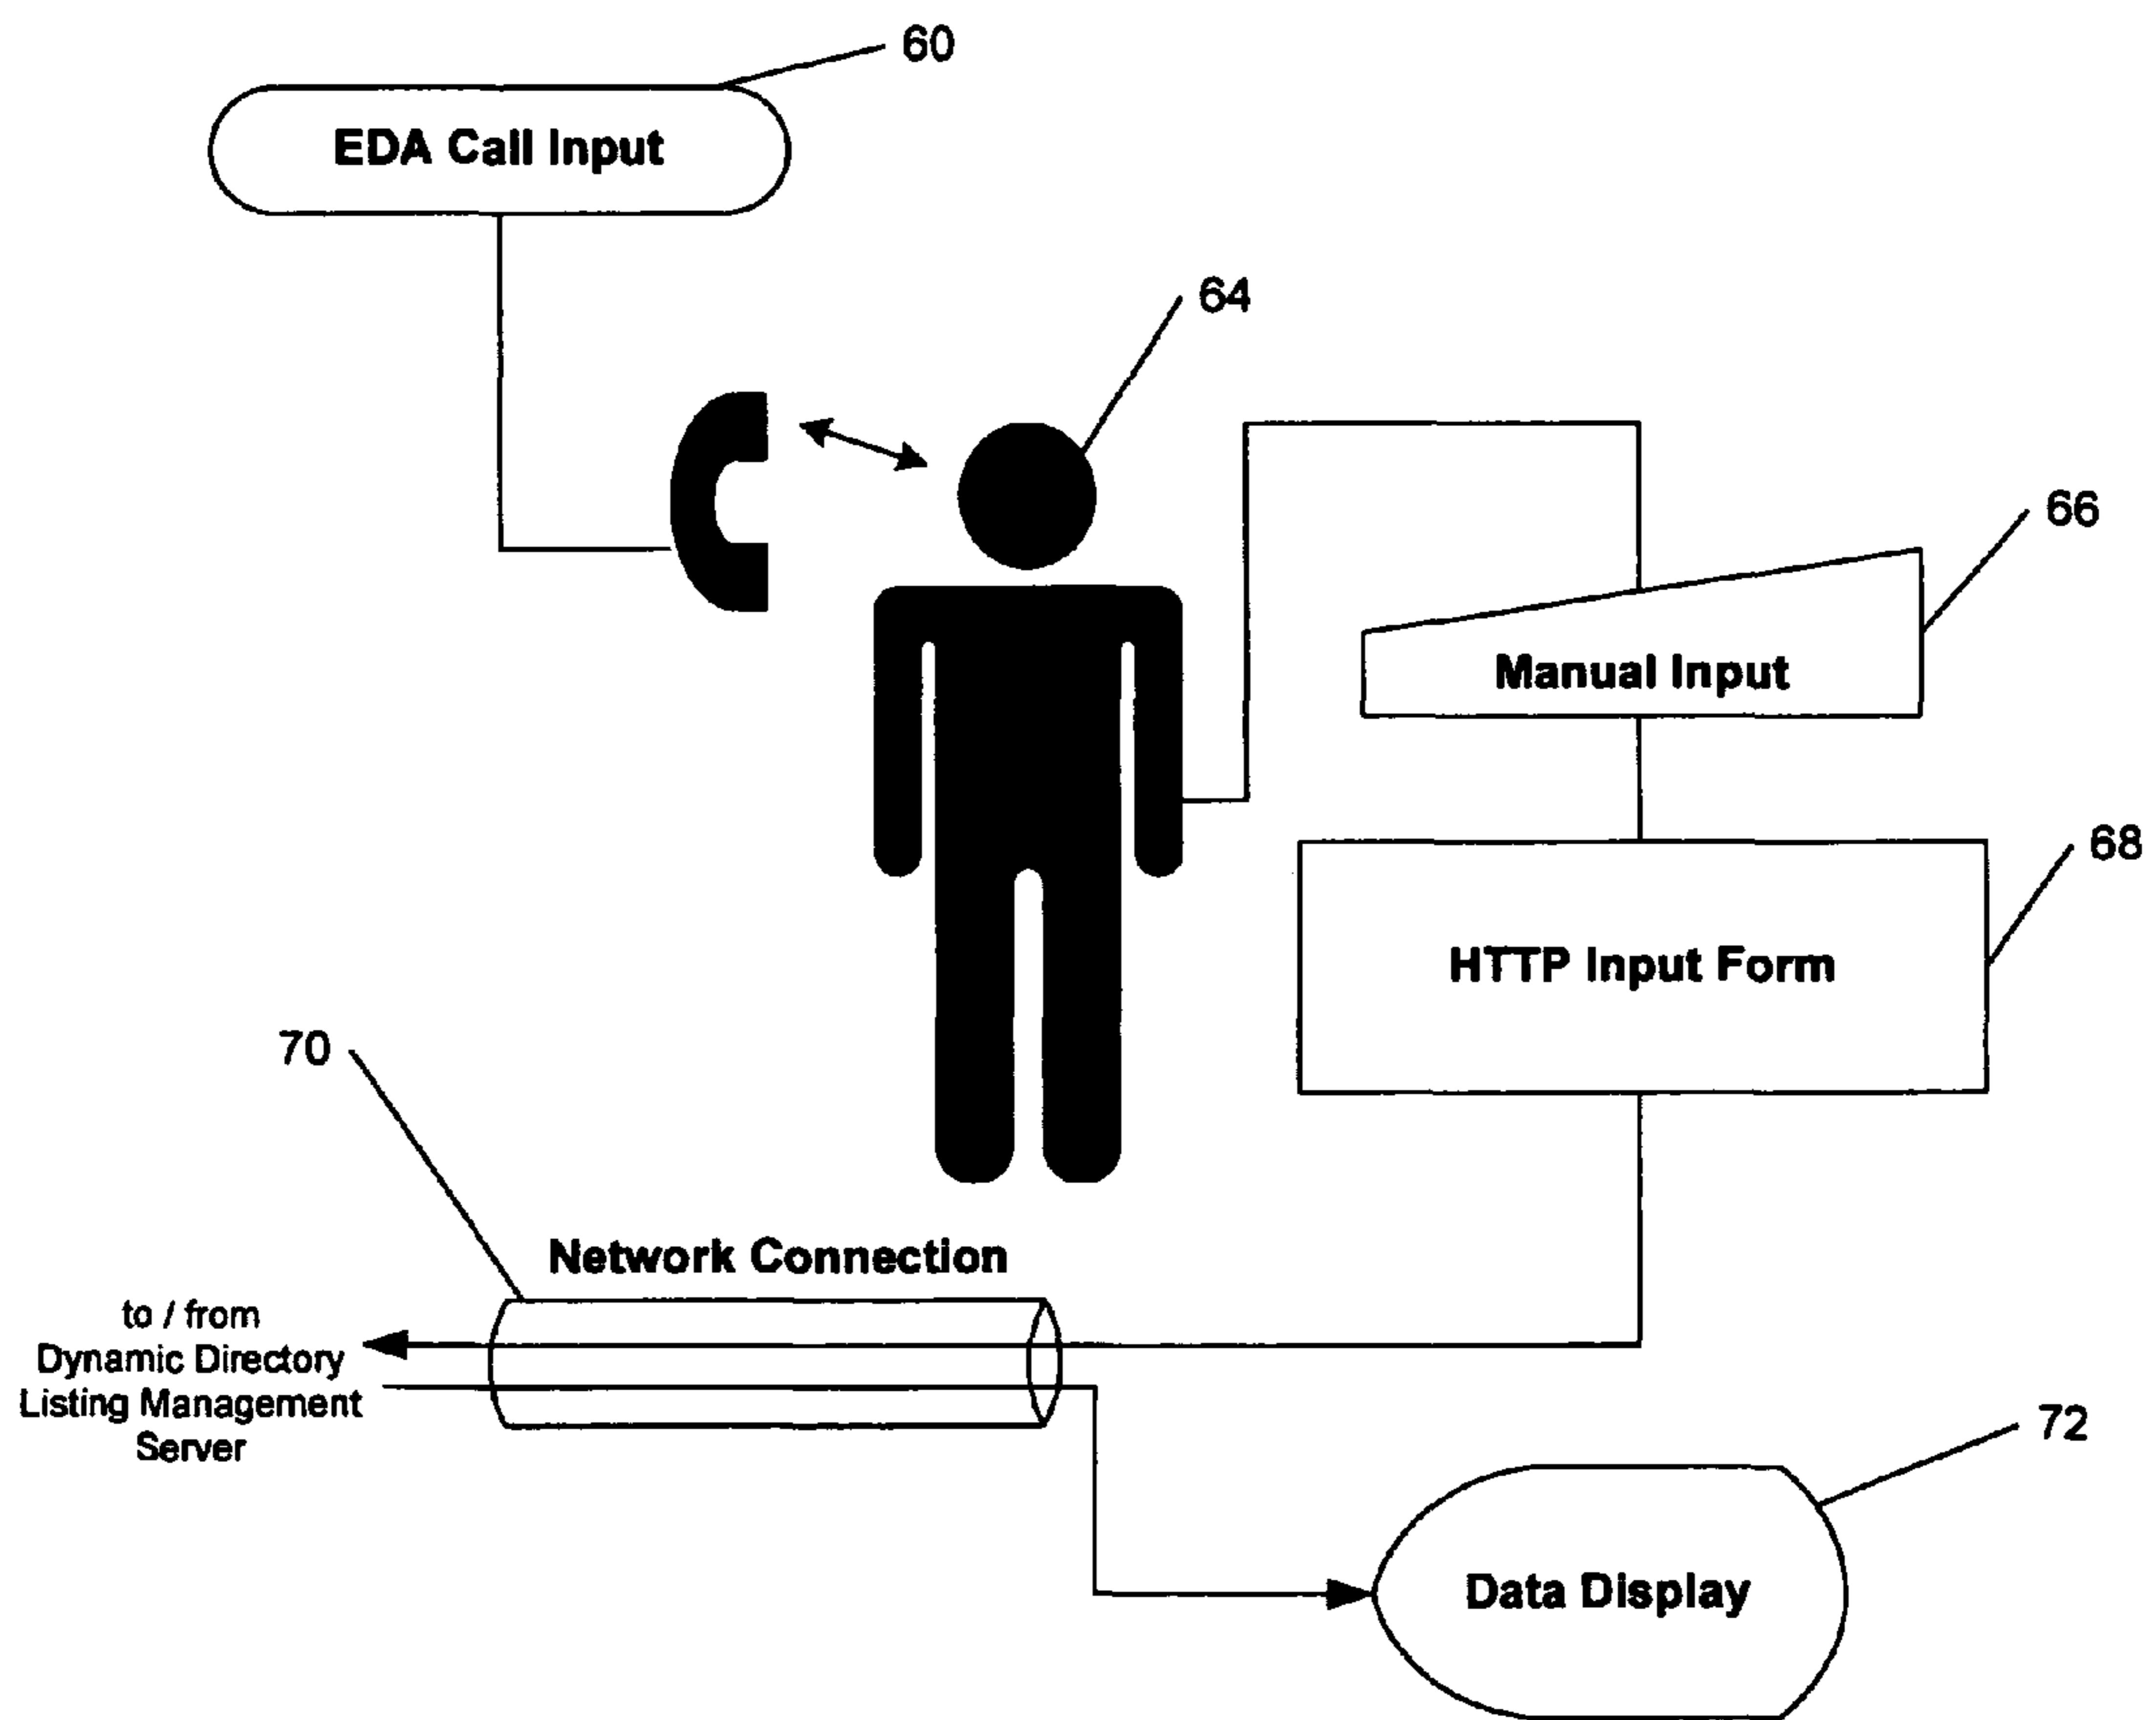 60
EDA Call Input
64
66
Manual Input
68
HTTP Input Form
70
Network Connection
to / from
Dynamic Directory
Listing Management
Server
72
Data Display